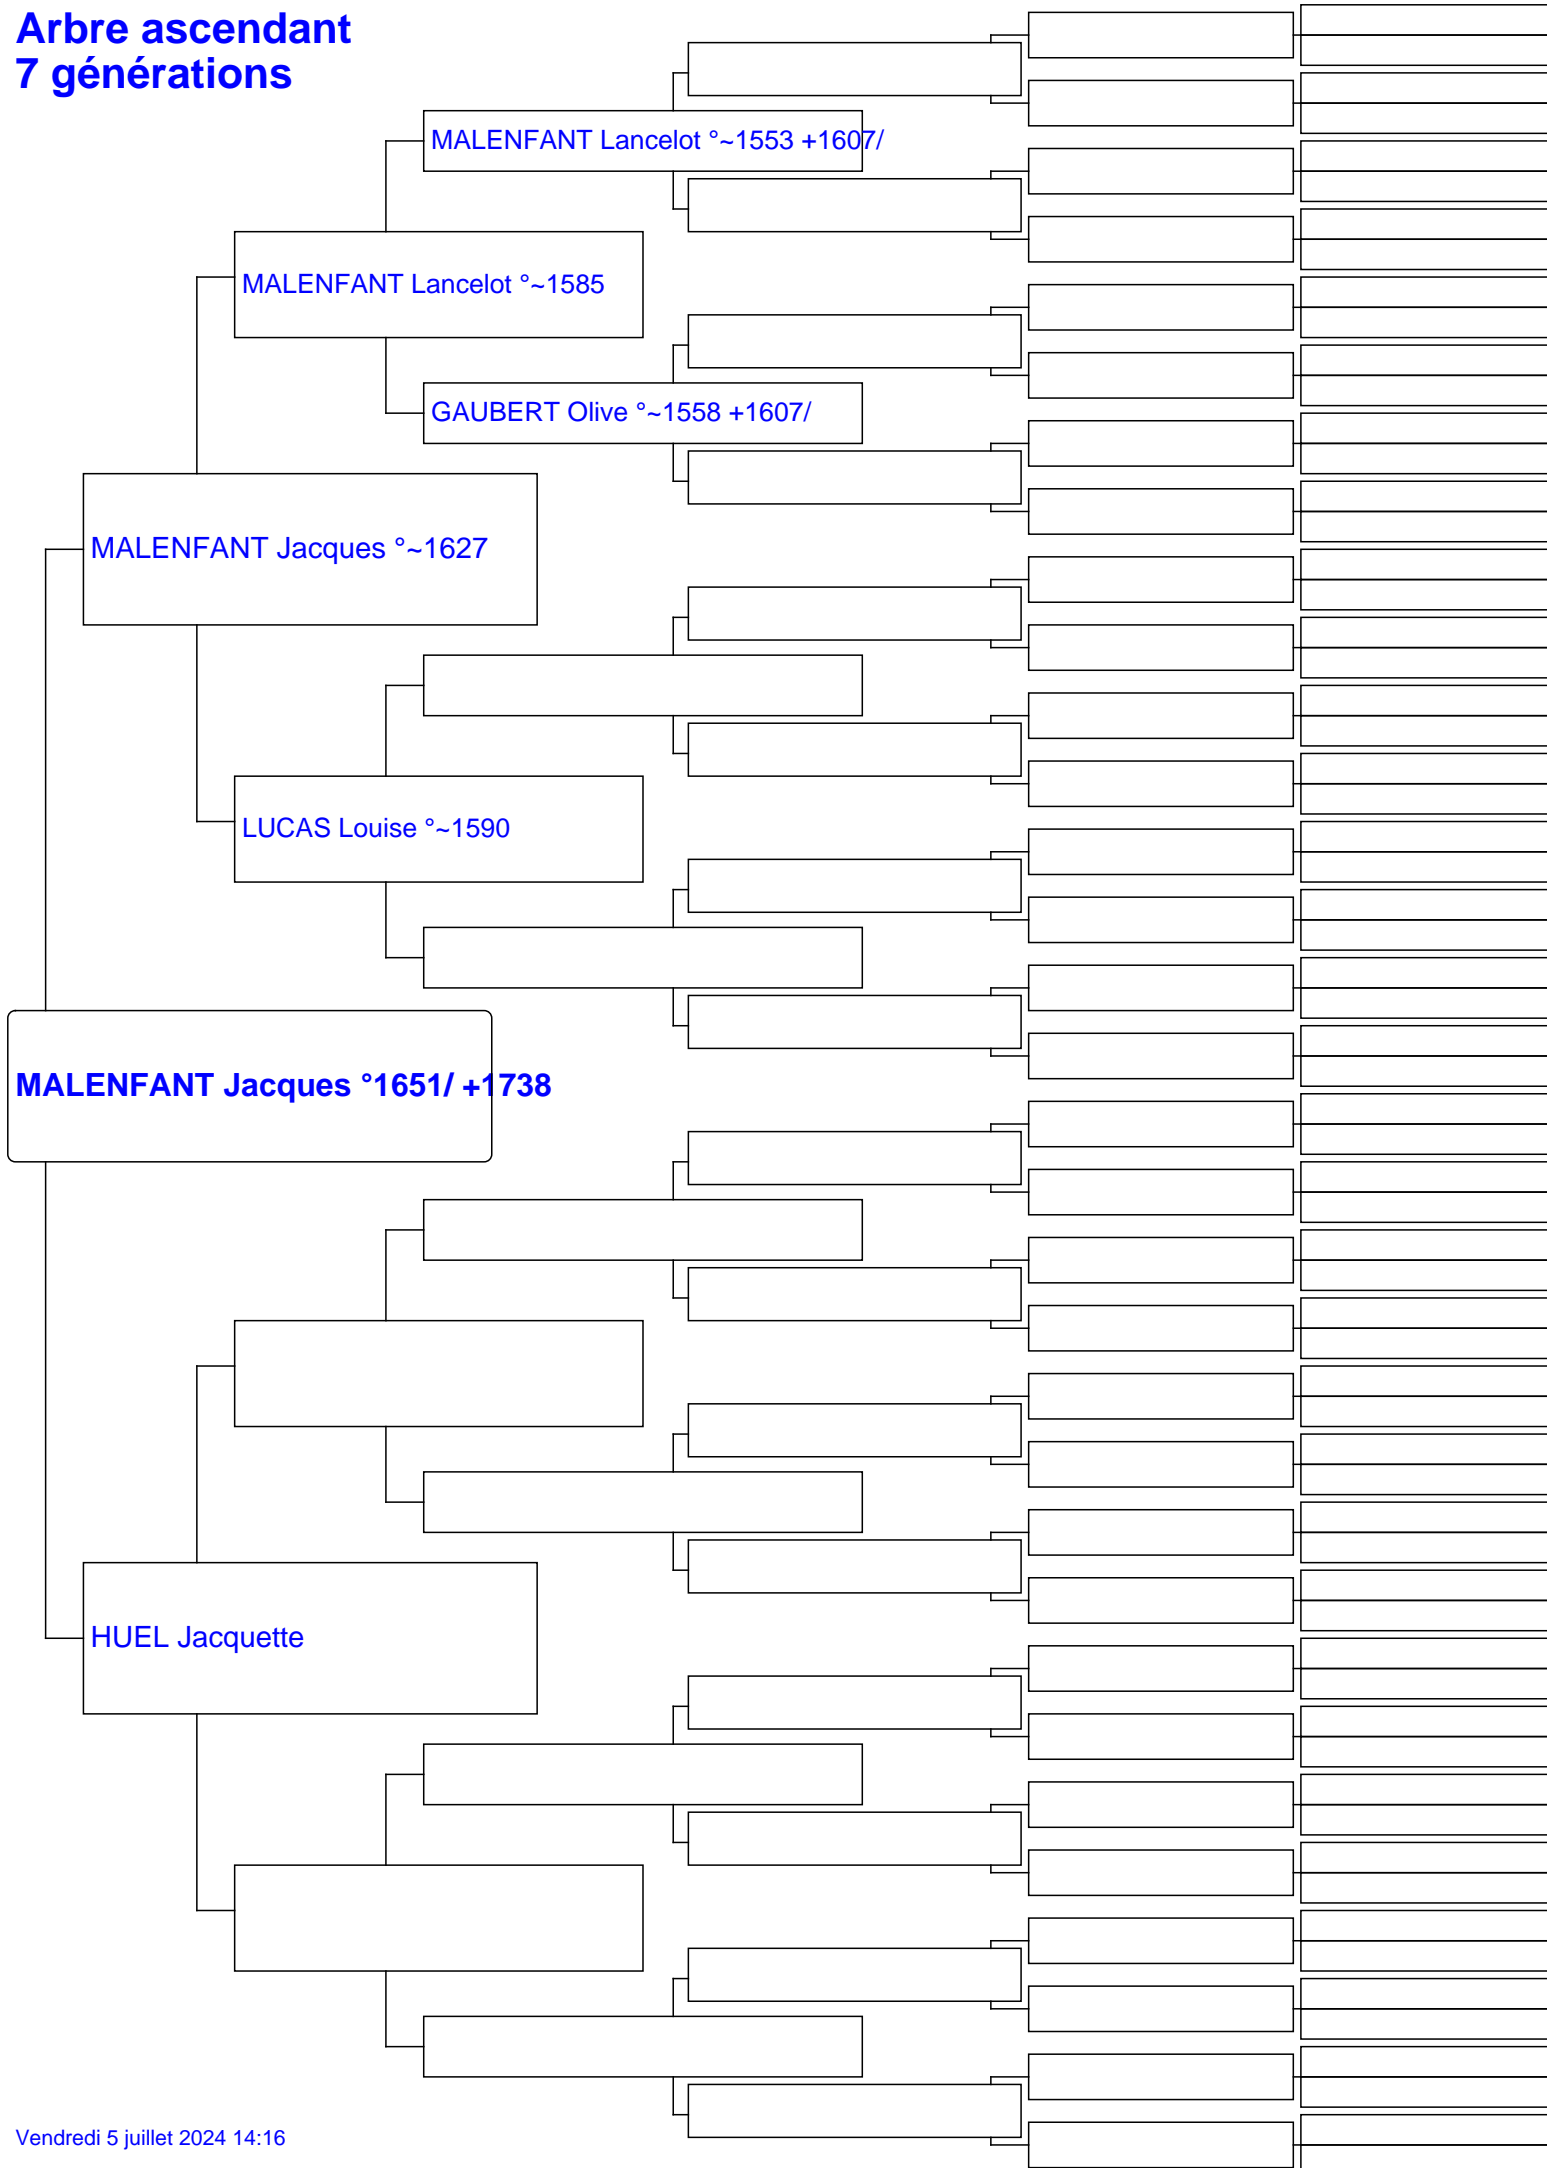 Arbre ascendant
7 générations
MALENFANT Lancelot °~1553 +1607/
MALENFANT Lancelot °~1585
GAUBERT Olive °~1558 +1607/
MALENFANT Jacques °~1627
LUCAS Louise °~1590
MALENFANT Jacques °1651/ +1738
HUEL Jacquette
Vendredi 5 juillet 2024 14:16